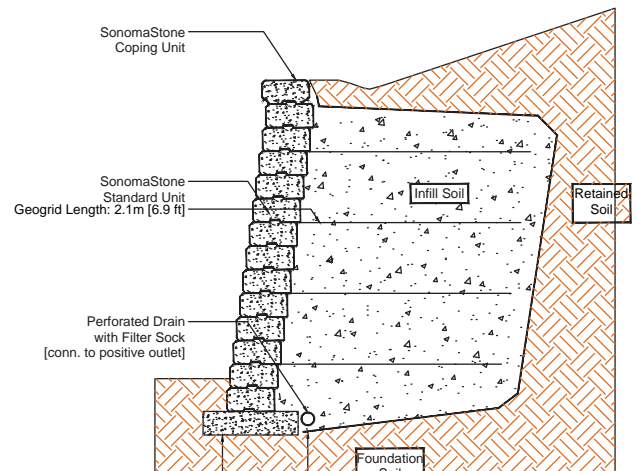 SonomaStone
Coping Unit
SonomaStone
Standard Unit
Geogrid Length: 2.1m [6.9 ft]
Infill Soil
Retained
Soil
Perforated Drain
with Filter Sock
[conn. to positive outlet]
Foundation
Soil